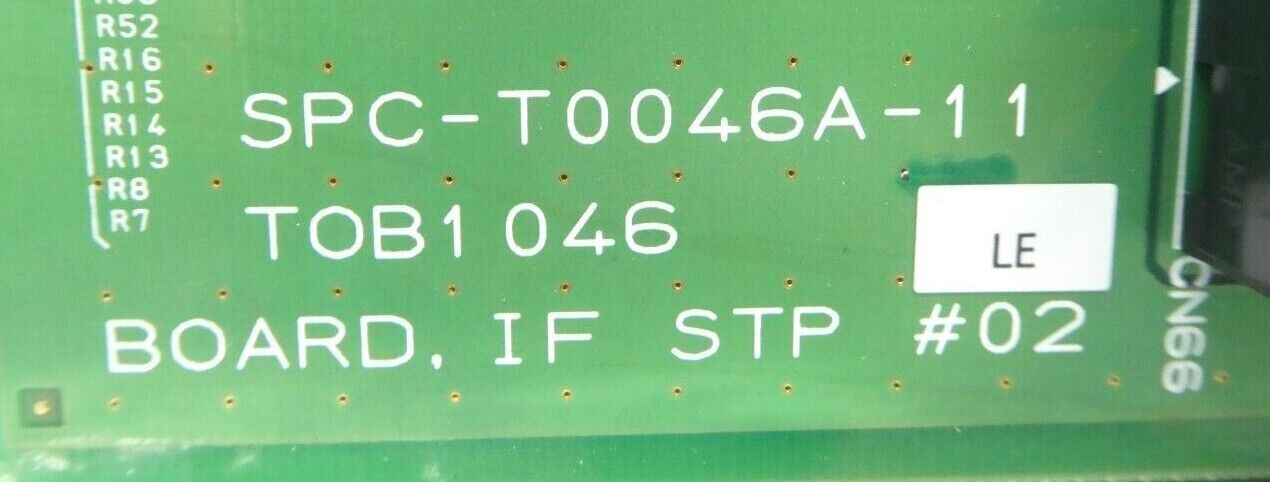 R52
R16
R15
R14
R13
R8
R7
SPC-T0046A-11
TOB1046
LE
BOARD, IF STP #02
CN66